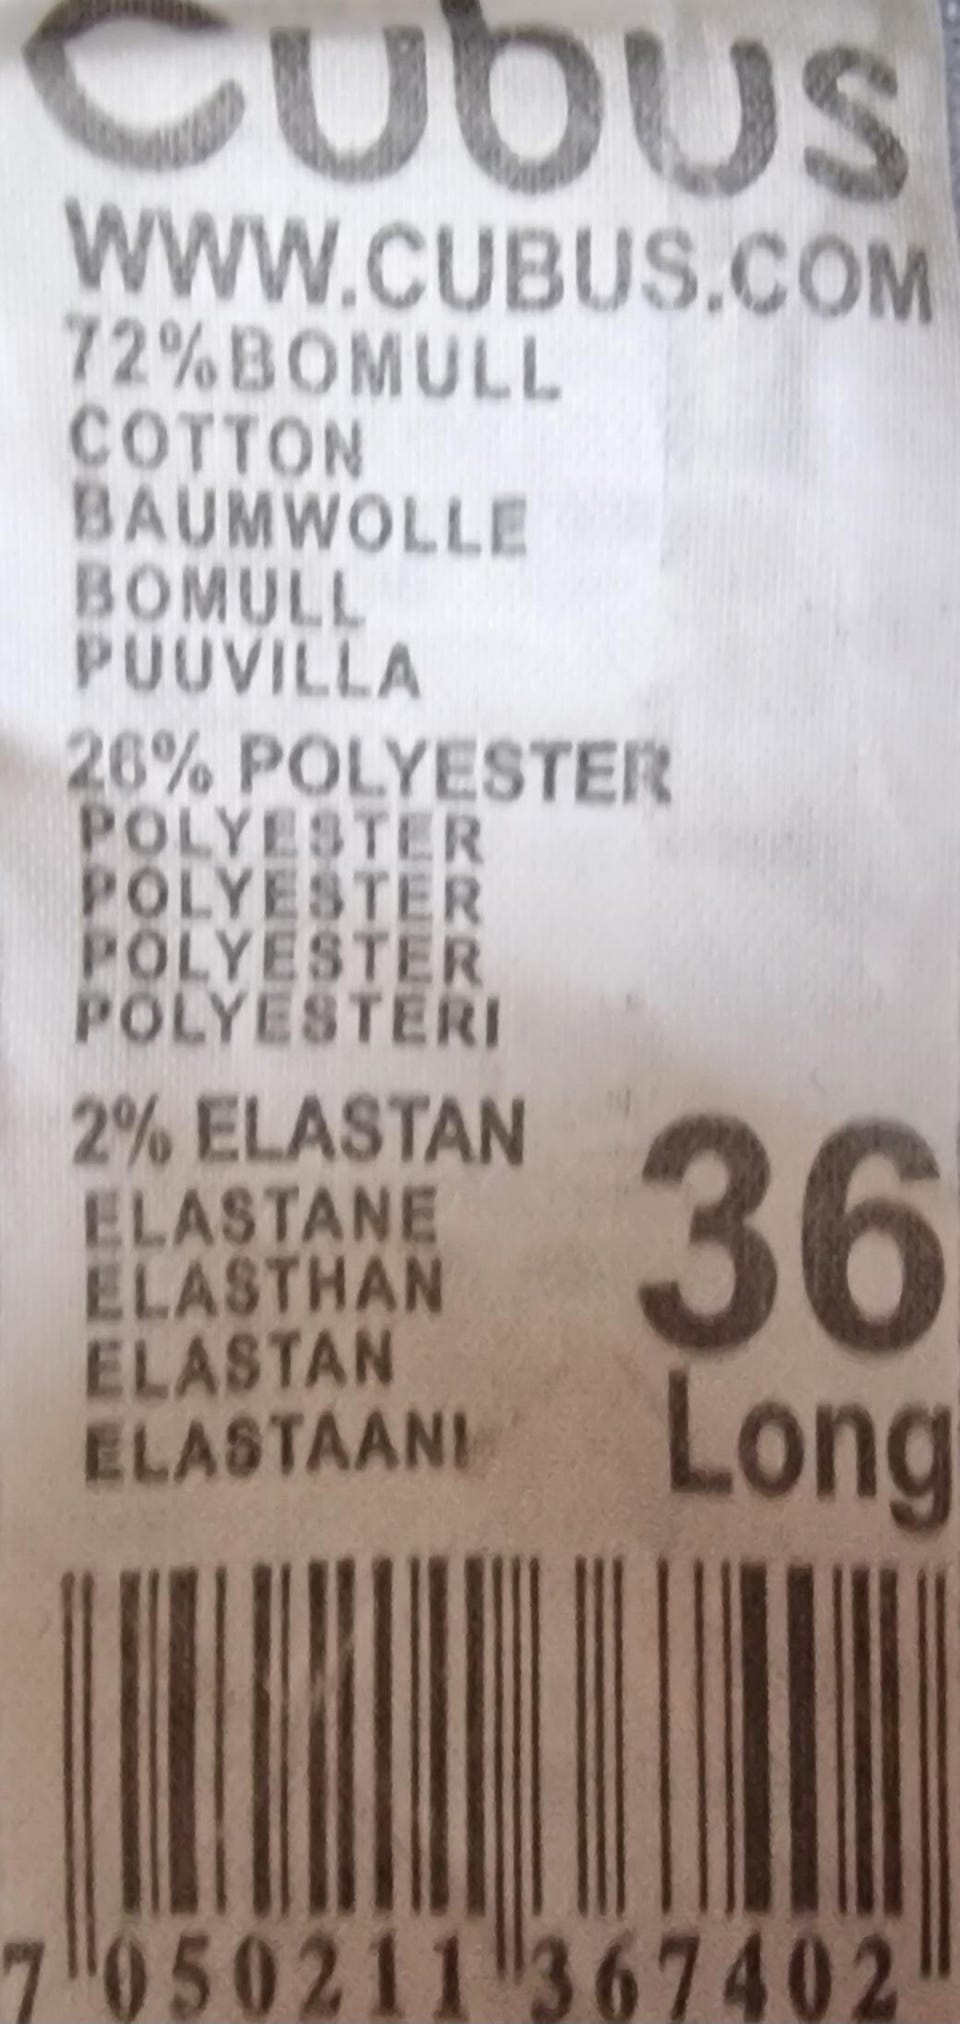 Cubus
WWW.CUBUS.COM
72%BOMULL
COTTON
BAUMWOLLE
BOMULL
PUUVILLA
26% POLYESTER
POLYESTER
POLYESTER
POLYESTER
POLYESTERI
2% ELASTAN
ELASTANE
ELASTHAN
ELASTAN
ELASTAANI
36
Long
7 050211 367402